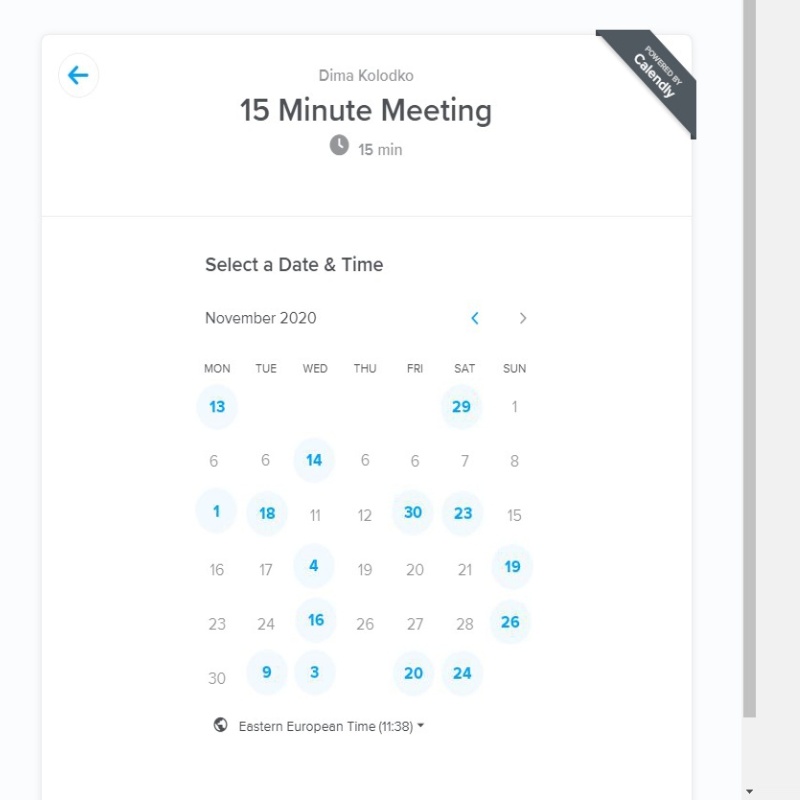 POWERED BY
Calendly
Dima Kolodko
15 Minute Meeting
15 min
Select a Date & Time
November 2020
MON TUE WED THU FRI SAT SUN
13 29 1
6 6 14 6 6 7 8
1 18 11 12 30 23 15
16 17 4 19 20 21 19
23 24 16 26 27 28 26
30 9 3 20 24
Eastern European Time (11:38)